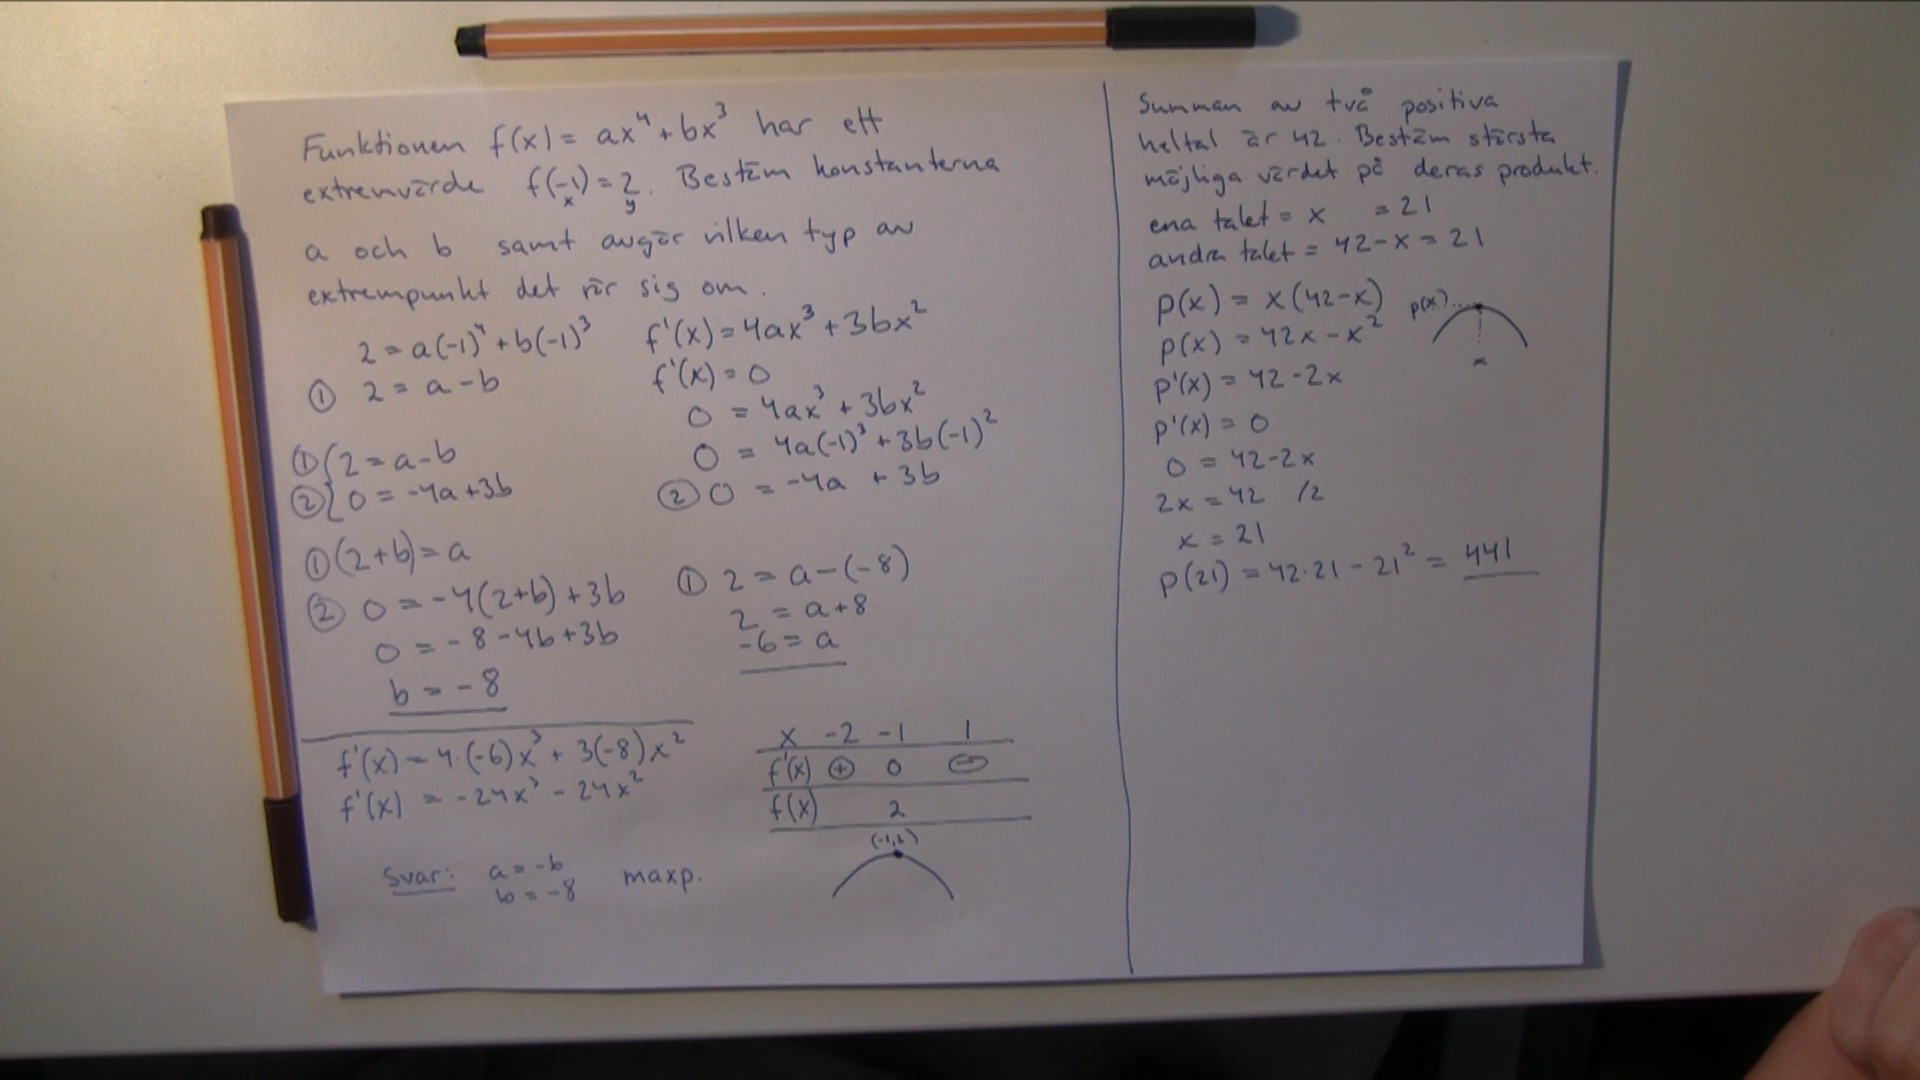 Funktionen f(x) = ax⁴ + bx³ har ett
extremvärde f(-1) = 2. Bestäm konstanterna
x y
a och b samt avgör vilken typ av
extrempunkt det rör sig om.
2 = a(-1)⁴ + b(-1)³
① 2 = a - b
① { 2 = a - b
② { 0 = -4a + 3b
① (2+b) = a
② 0 = -4(2+b) + 3b
0 = -8 - 4b + 3b
b = -8
f'(x) = 4ax³ + 3bx²
f'(x) = 0
0 = 4ax³ + 3bx²
0 = 4a(-1)³ + 3b(-1)²
② 0 = -4a + 3b
① 2 = a - (-8)
2 = a + 8
-6 = a
f'(x) = 4·(-6)x³ + 3(-8)x²
f'(x) = -24x³ - 24x²
x -2 -1 1
f'(x) + 0 -
f(x) 2
(-1,2)
Svar: a = -6
b = -8 maxp.
Summan av två positiva
heltal är 42. Bestäm största
möjliga värdet på deras produkt.
ena talet = x = 21
andra talet = 42 - x = 21
p(x) = x(42-x)
p(x) = 42x - x²
p'(x) = 42 - 2x
p'(x) = 0
0 = 42 - 2x
2x = 42 /2
x = 21
p(21) = 42·21 - 21² = 441
p(x)
x